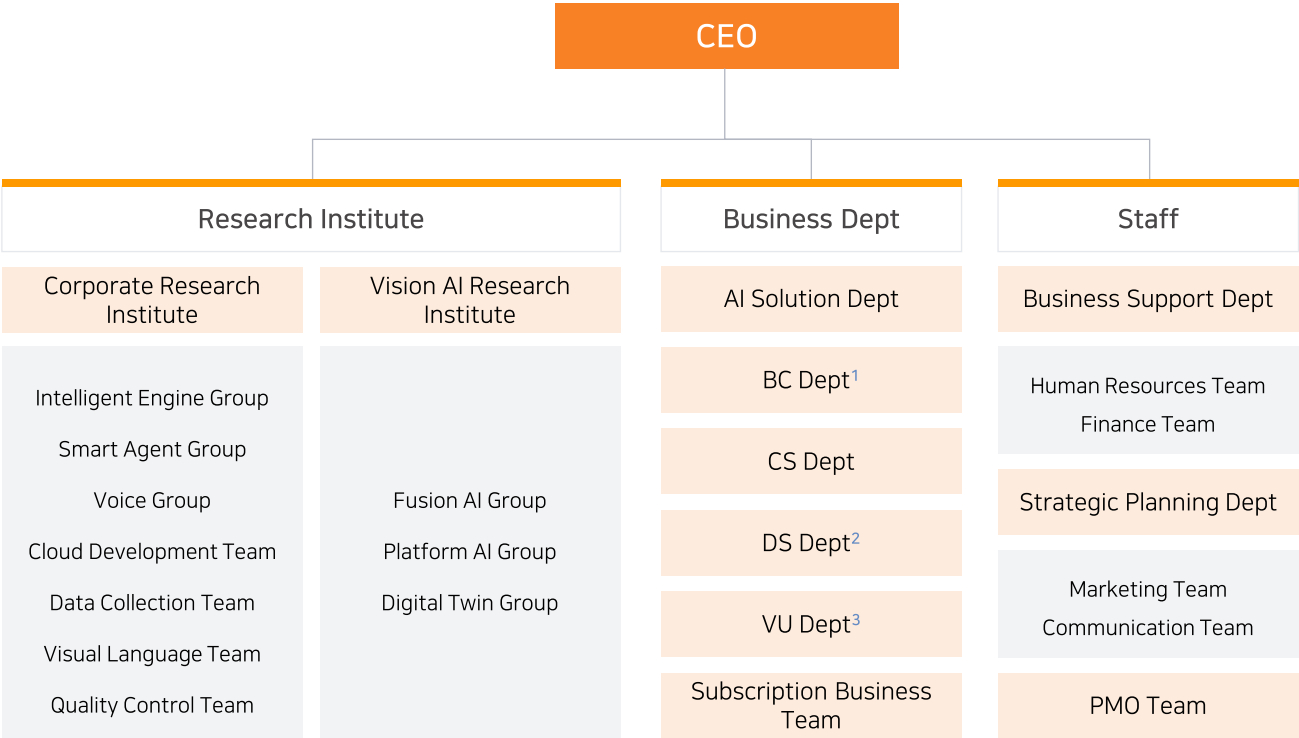 CEO
Research Institute
Corporate Research
Institute
Intelligent Engine Group
Smart Agent Group
Voice Group
Cloud Development Team
Data Collection Team
Visual Language Team
Quality Control Team
Vision AI Research
Institute
Fusion AI Group
Platform AI Group
Digital Twin Group
Business Dept
AI Solution Dept
BC Dept1
CS Dept
DS Dept2
VU Dept3
Subscription Business
Team
Staff
Business Support Dept
Human Resources Team
Finance Team
Strategic Planning Dept
Marketing Team
Communication Team
PMO Team